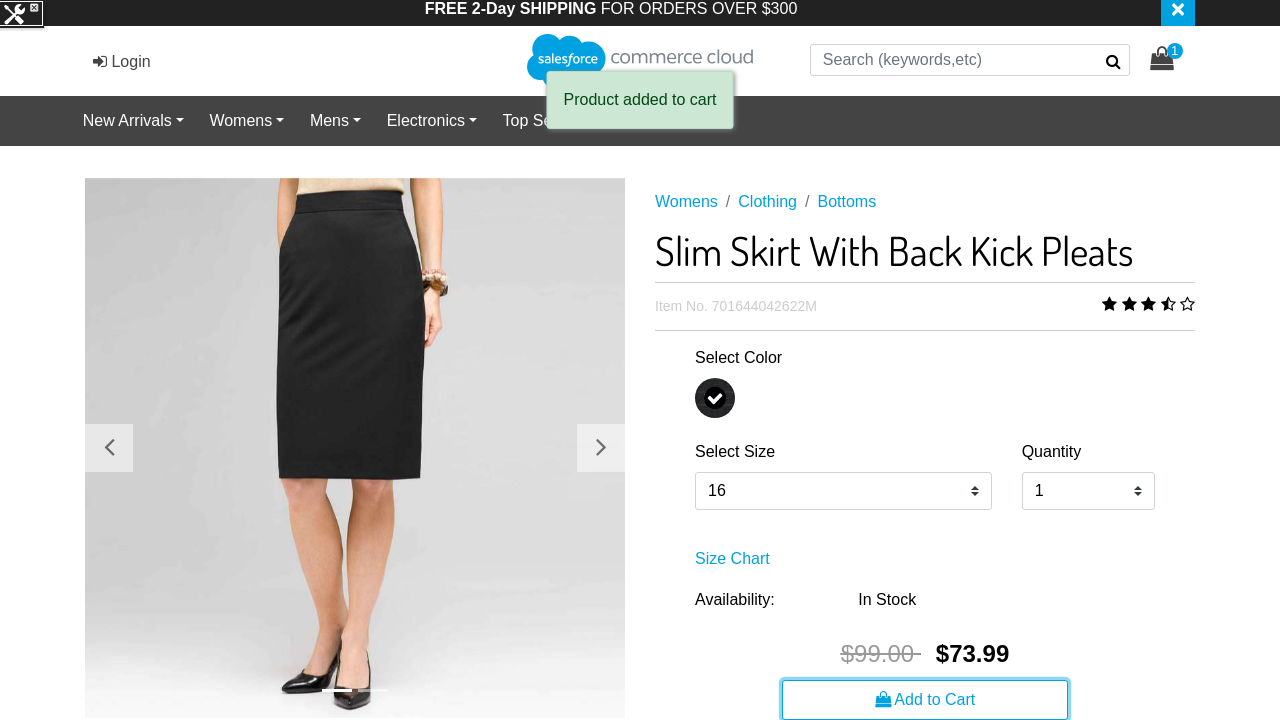 FREE 2-Day SHIPPING FOR ORDERS OVER $300
Login
salesforce commerce cloud
Search (keywords,etc)
1
Product added to cart
New Arrivals Womens Mens Electronics Top Se
Womens / Clothing / Bottoms
Slim Skirt With Back Kick Pleats
Item No. 701644042622M
Select Color
Select Size Quantity
16 1
Size Chart
Availability: In Stock
$99.00 $73.99
Add to Cart